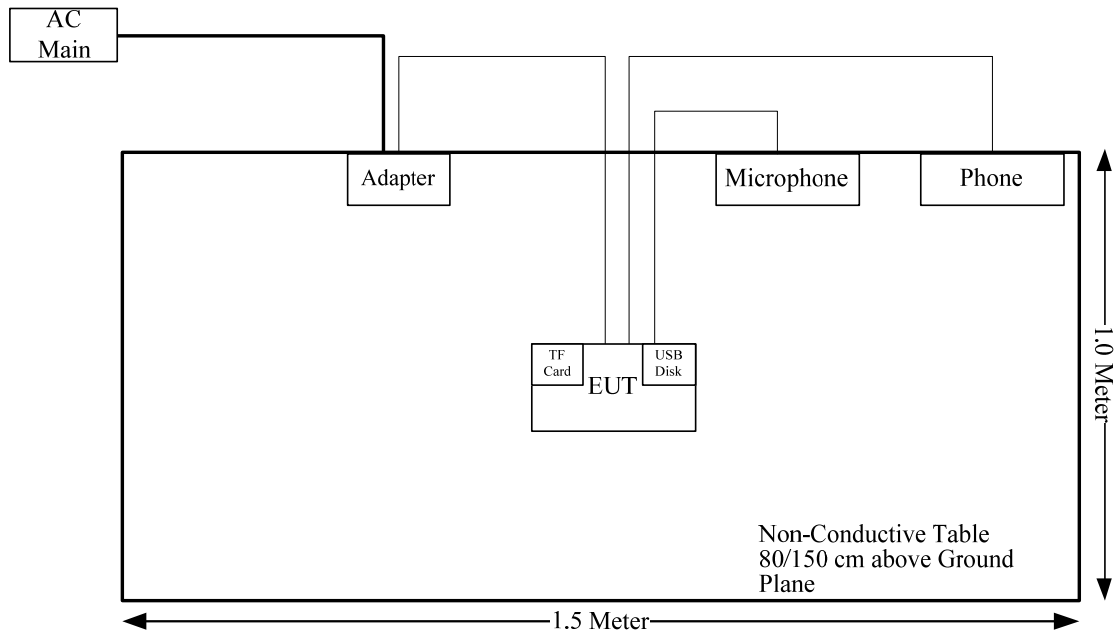 AC
Main
Adapter
Microphone
Phone
TF
Card
USB
Disk
EUT
1.0 Meter
Non-Conductive Table
80/150 cm above Ground
Plane
1.5 Meter